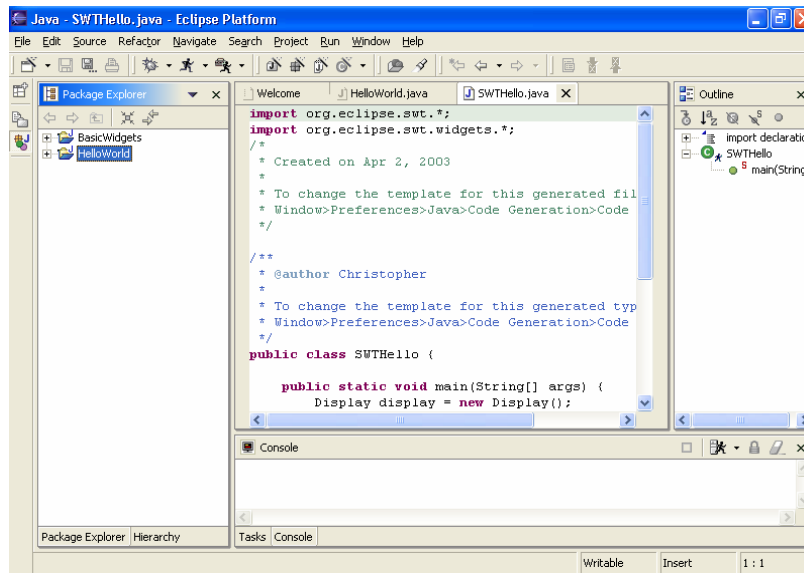 Java - SWTHello.java - Eclipse Platform
File Edit Source Refactor Navigate Search Project Run Window Help
Package Explorer
BasicWidgets
HelloWorld
Package Explorer Hierarchy
Welcome HelloWorld.java SWTHello.java
import org.eclipse.swt.*;
import org.eclipse.swt.widgets.*;
/*
* Created on Apr 2, 2003
*
* To change the template for this generated fil
* Window>Preferences>Java>Code Generation>Code
*/
/**
* @author Christopher
*
* To change the template for this generated typ
* Window>Preferences>Java>Code Generation>Code
*/
public class SWTHello {
public static void main(String[] args) {
Display display = new Display();
Outline
import declaratio
SWTHello
main(String
Console
Tasks Console
Writable Insert 1 : 1